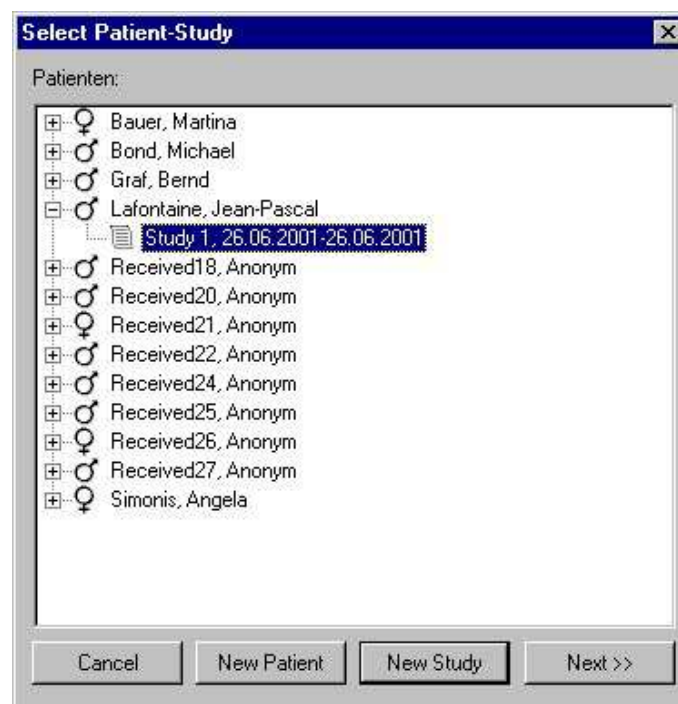 Select Patient-Study
Patienten:
Bauer, Martina
Bond, Michael
Graf, Bernd
Lafontaine, Jean-Pascal
Study 1, 26.06.2001-26.06.2001
Received18, Anonym
Received20, Anonym
Received21, Anonym
Received22, Anonym
Received24, Anonym
Received25, Anonym
Received26, Anonym
Received27, Anonym
Simonis, Angela
Cancel New Patient New Study Next >>